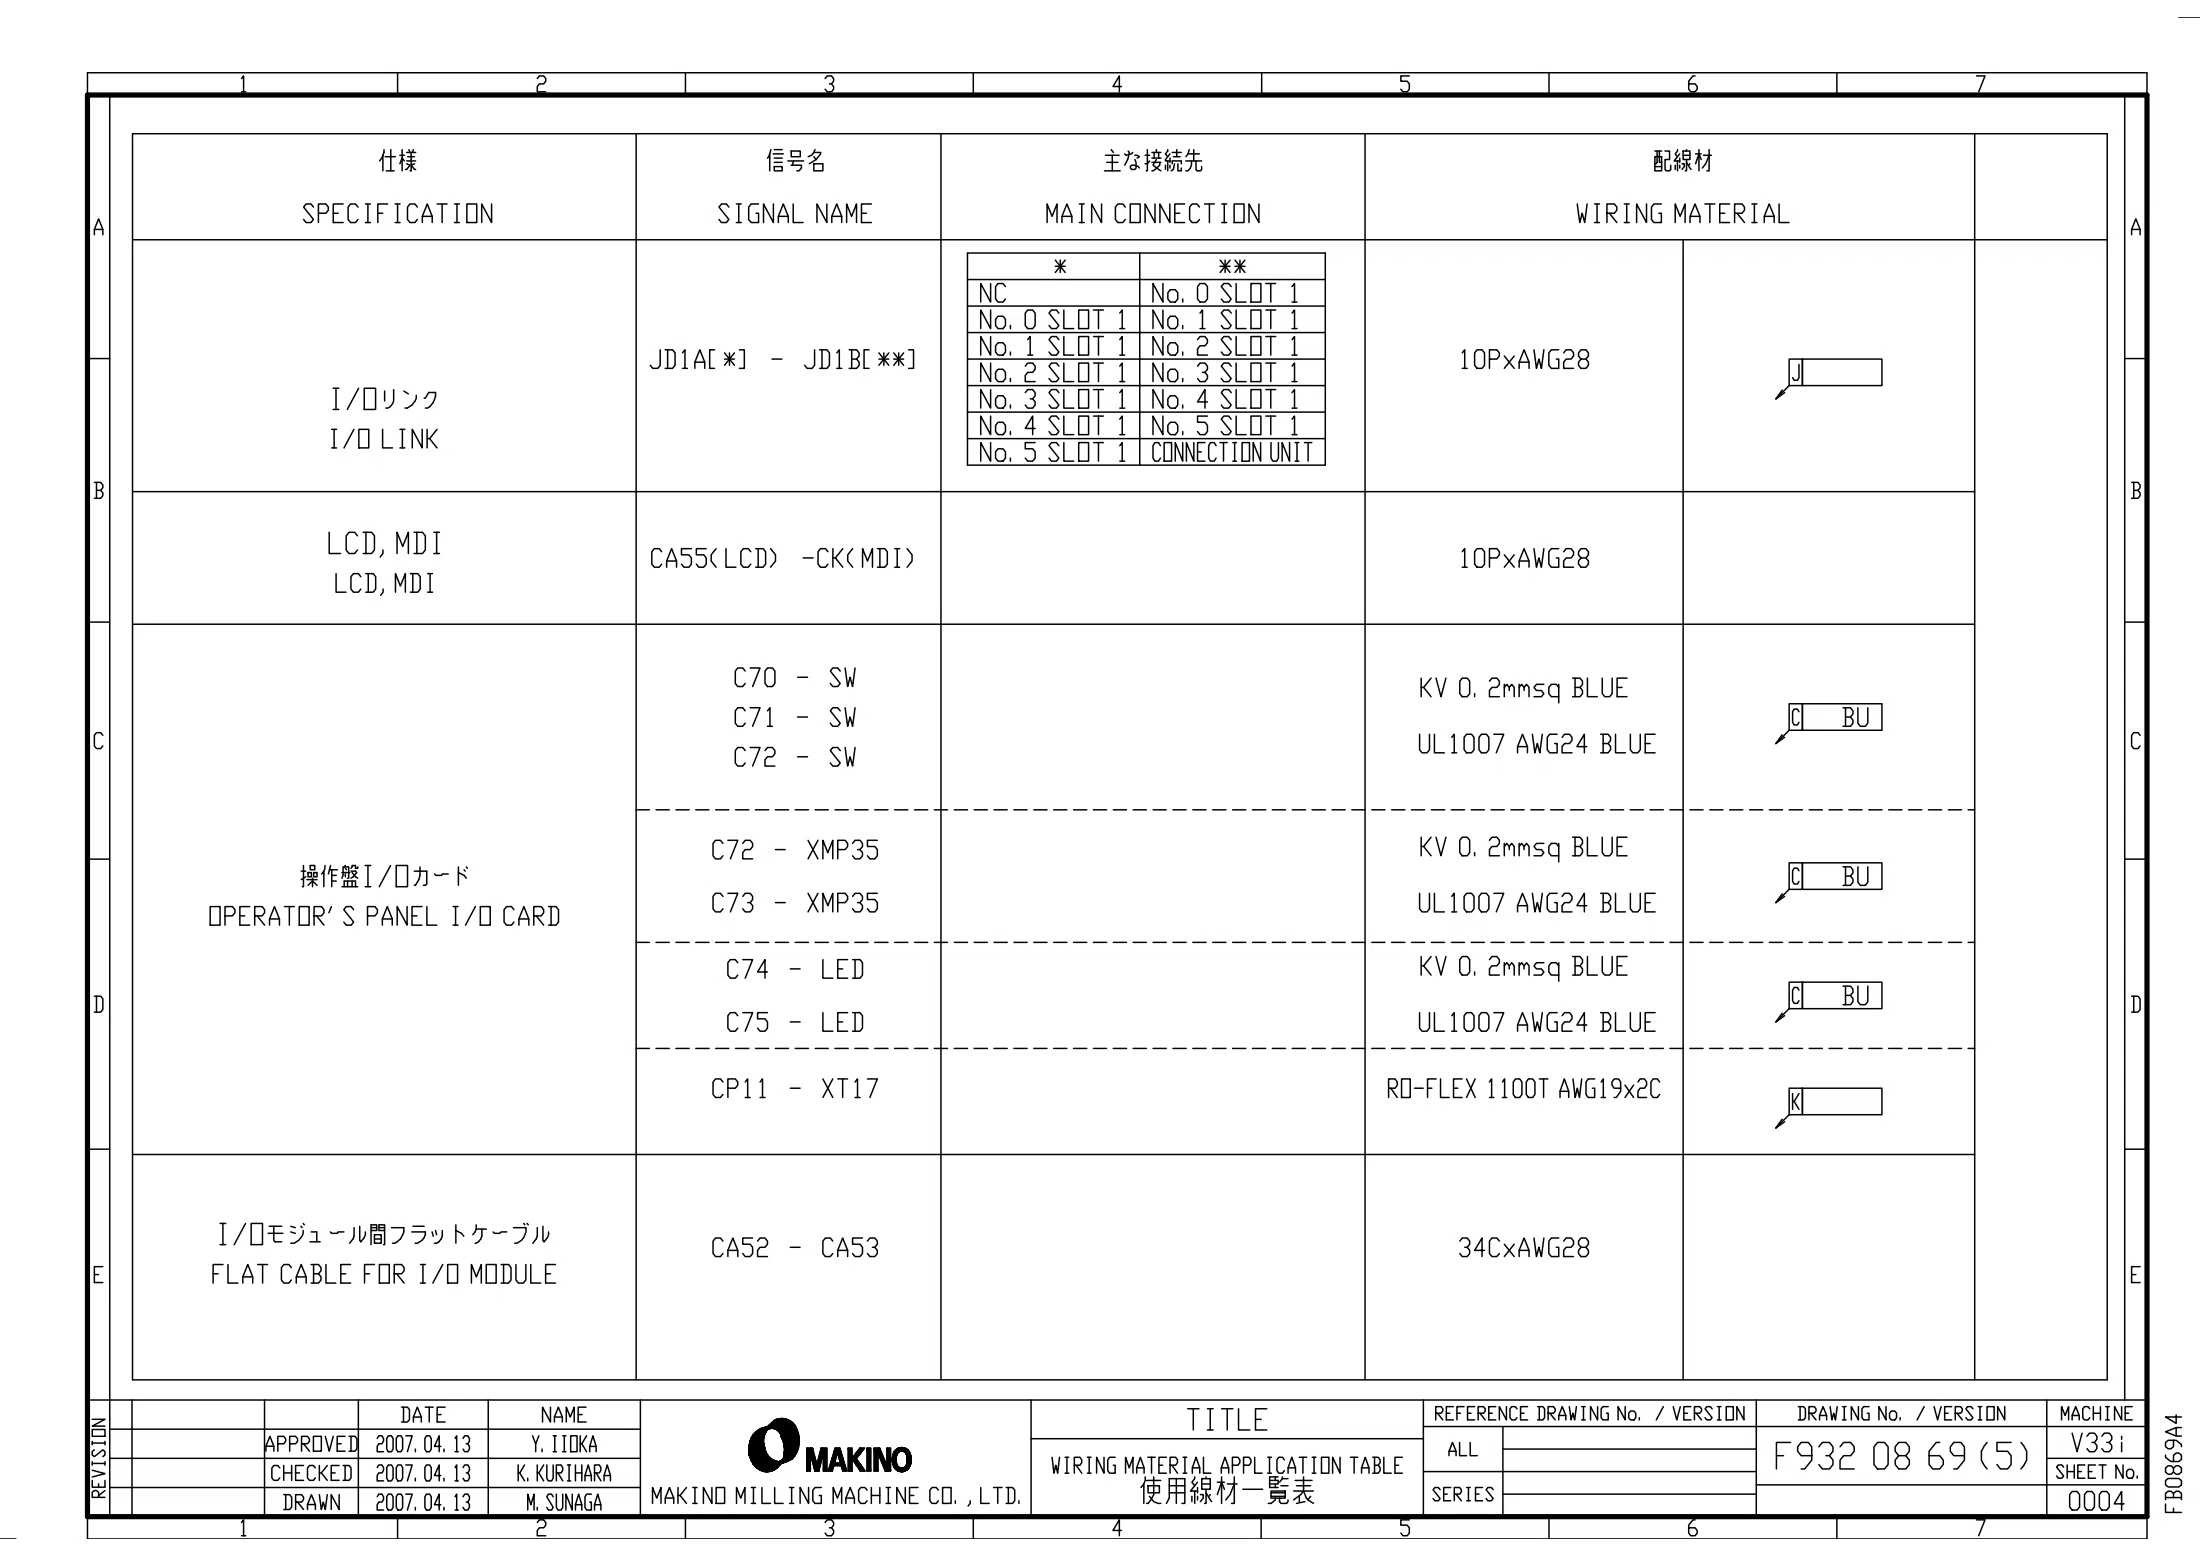 1 2 3 4 5 6 7
仕様 信号名 主な接続先 配線材
SPECIFICATION SIGNAL NAME MAIN CONNECTION WIRING MATERIAL
A A
I/Oリンク
I/O LINK
JD1A[*] - JD1B[**]
* **
NC No. 0 SLOT 1
No. 0 SLOT 1 No. 1 SLOT 1
No. 1 SLOT 1 No. 2 SLOT 1
No. 2 SLOT 1 No. 3 SLOT 1
No. 3 SLOT 1 No. 4 SLOT 1
No. 4 SLOT 1 No. 5 SLOT 1
No. 5 SLOT 1 CONNECTION UNIT
10PxAWG28
J
B B
LCD, MDI
LCD, MDI
CA55(LCD) -CK(MDI)
10PxAWG28
操作盤I/Oカード
OPERATOR'S PANEL I/O CARD
C70 - SW
C71 - SW
C72 - SW
KV 0. 2mmsq BLUE
UL1007 AWG24 BLUE
C BU
C C
C72 - XMP35
C73 - XMP35
KV 0. 2mmsq BLUE
UL1007 AWG24 BLUE
C BU
C74 - LED
C75 - LED
KV 0. 2mmsq BLUE
UL1007 AWG24 BLUE
C BU
D D
CP11 - XT17
RO-FLEX 1100T AWG19x2C
K
I/Oモジュール間フラットケーブル
FLAT CABLE FOR I/O MODULE
CA52 - CA53
34CxAWG28
E E
REVISION
DATE NAME
APPROVED 2007. 04. 13 Y. IIOKA
CHECKED 2007. 04. 13 K. KURIHARA
DRAWN 2007. 04. 13 M. SUNAGA
MAKINO
MAKINO MILLING MACHINE CO. , LTD.
TITLE
WIRING MATERIAL APPLICATION TABLE
使用線材一覧表
REFERENCE DRAWING No. / VERSION
ALL
SERIES
DRAWING No. / VERSION
F932 08 69 (5)
MACHINE
V33i
SHEET No.
0004
FB0869A4
1 2 3 4 5 6 7